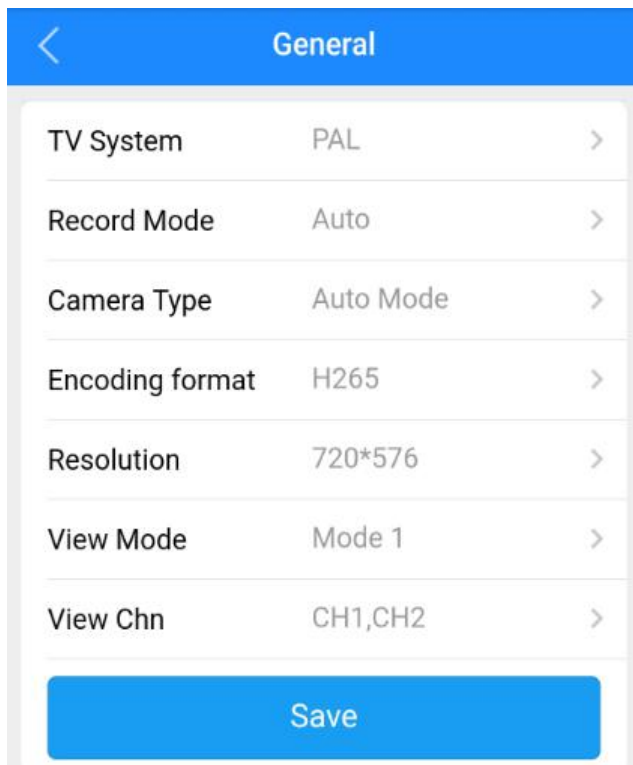 General
TV System PAL
Record Mode Auto
Camera Type Auto Mode
Encoding format H265
Resolution 720*576
View Mode Mode 1
View Chn CH1,CH2
Save